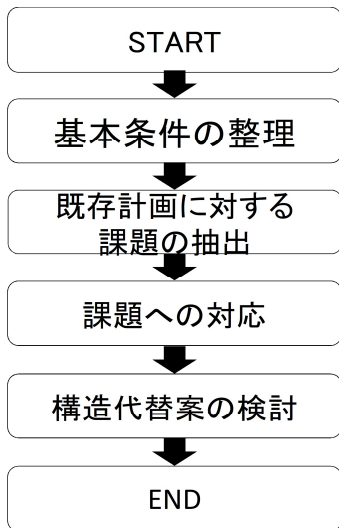 START
基本条件の整理
既存計画に対する
課題の抽出
課題への対応
構造代替案の検討
END